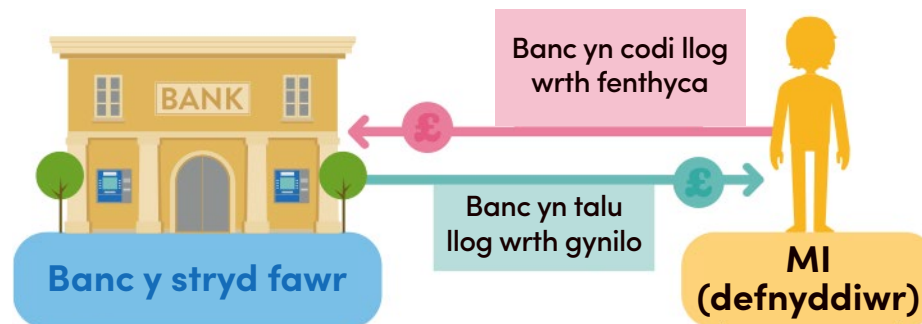 Banc yn codi llog
wrth fenthyca
BANK
£
£
Banc yn talu
llog wrth gynilo
Banc y stryd fawr
MI
(defnyddiwr)